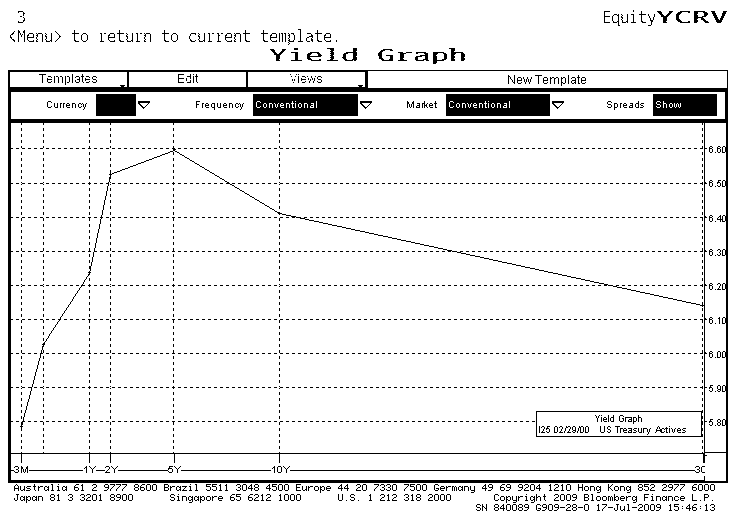 3 EquityYCRV
<Menu> to return to current template.
Yield Graph
Templates Edit Views New Template
Currency Frequency Conventional Market Conventional Spreads Show
6.60
6.50
6.40
6.30
6.20
6.10
6.00
5.90
5.80
Yield Graph
I25 02/29/00 US Treasury Actives
3M 1Y 2Y 5Y 10Y 30
Australia 61 2 9777 8600 Brazil 5511 3048 4500 Europe 44 20 7330 7500 Germany 49 69 9204 1210 Hong Kong 852 2977 6000
Japan 81 3 3201 8900 Singapore 65 6212 1000 U.S. 1 212 318 2000 Copyright 2009 Bloomberg Finance L.P.
SN 840089 G909-28-0 17-Jul-2009 15:46:13